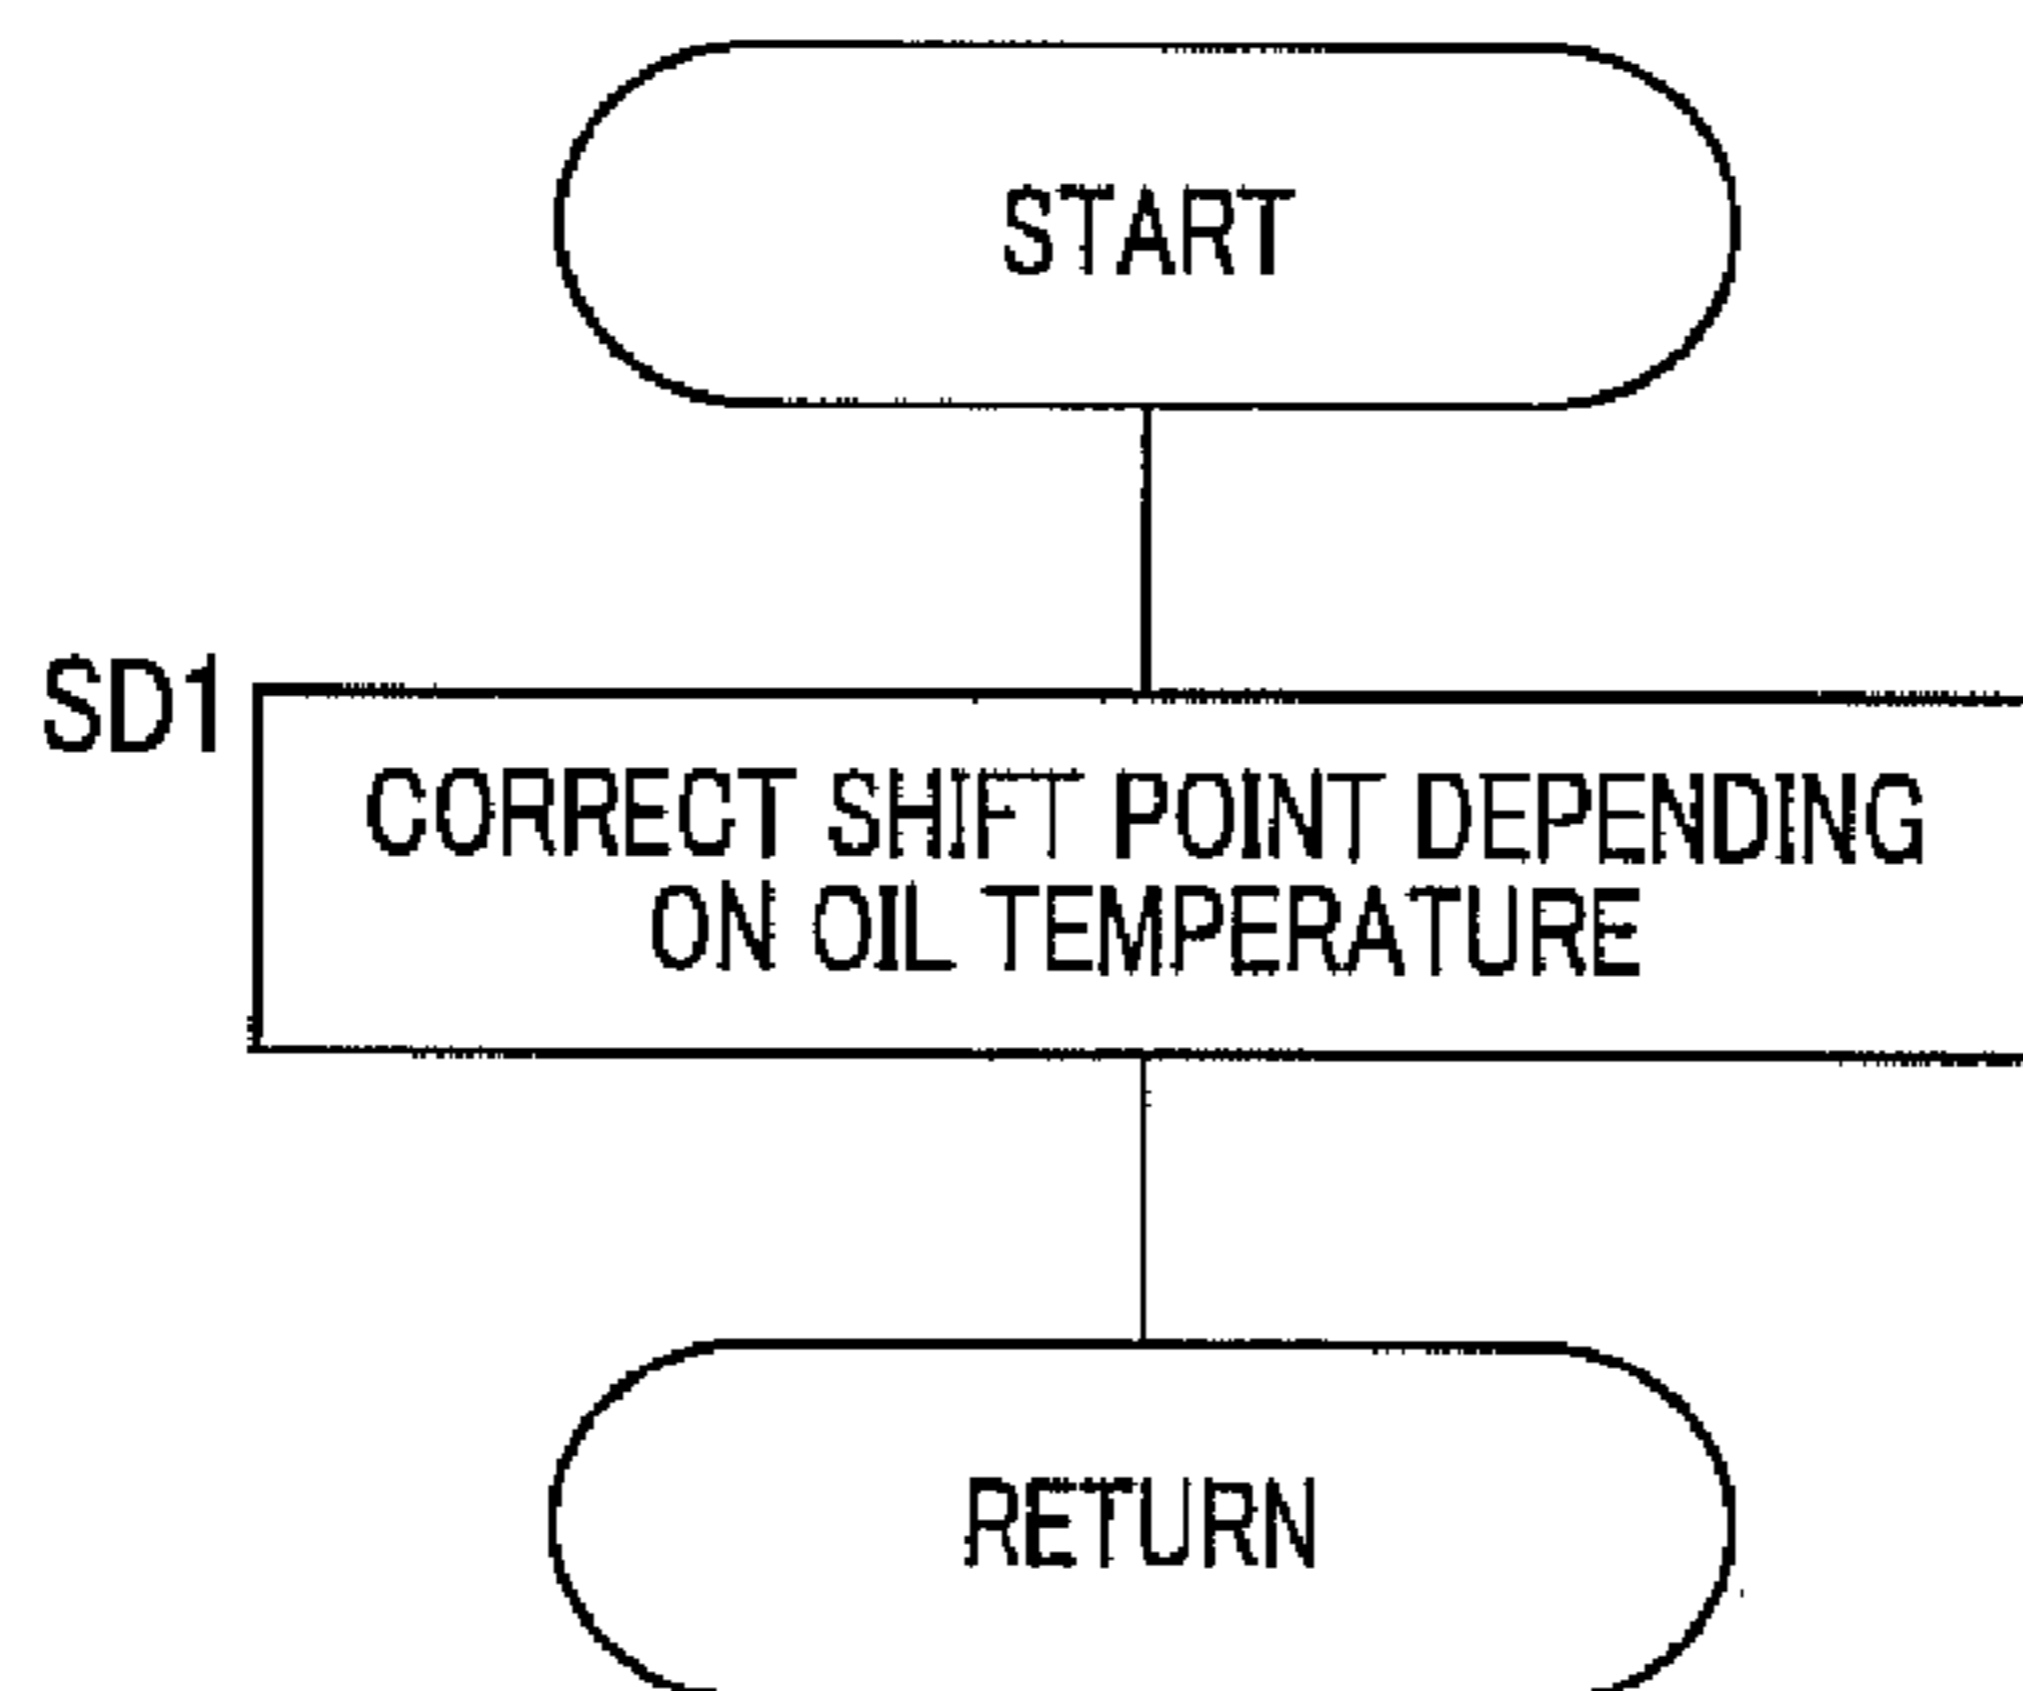 START
SD1
CORRECT SHIFT POINT DEPENDING
ON OIL TEMPERATURE
RETURN